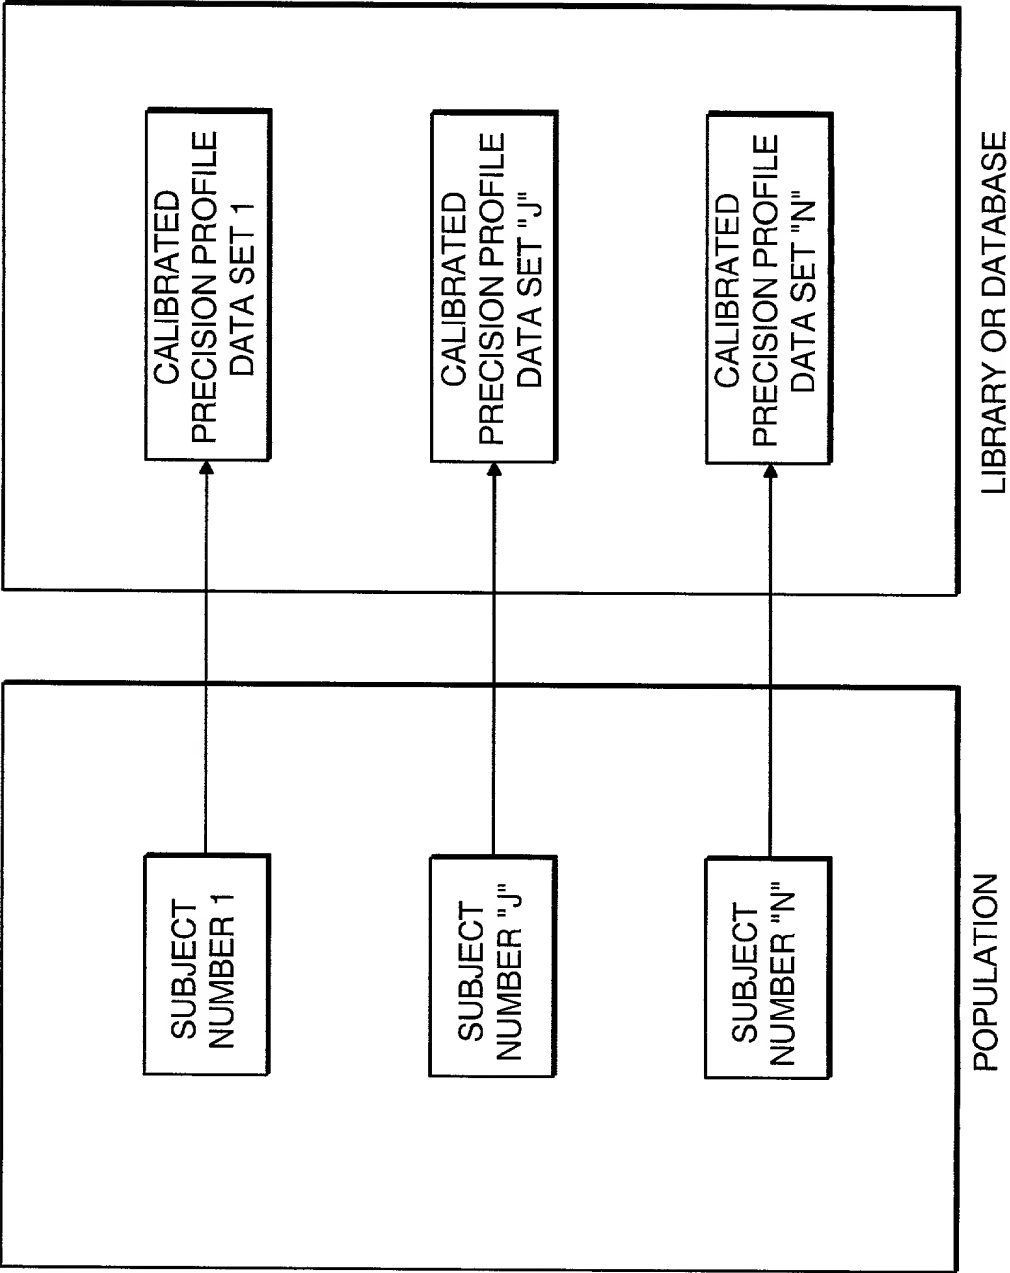 SUBJECT
NUMBER 1
CALIBRATED
PRECISION PROFILE
DATA SET 1
SUBJECT
NUMBER "J"
CALIBRATED
PRECISION PROFILE
DATA SET "J"
SUBJECT
NUMBER "N"
CALIBRATED
PRECISION PROFILE
DATA SET "N"
POPULATION
LIBRARY OR DATABASE